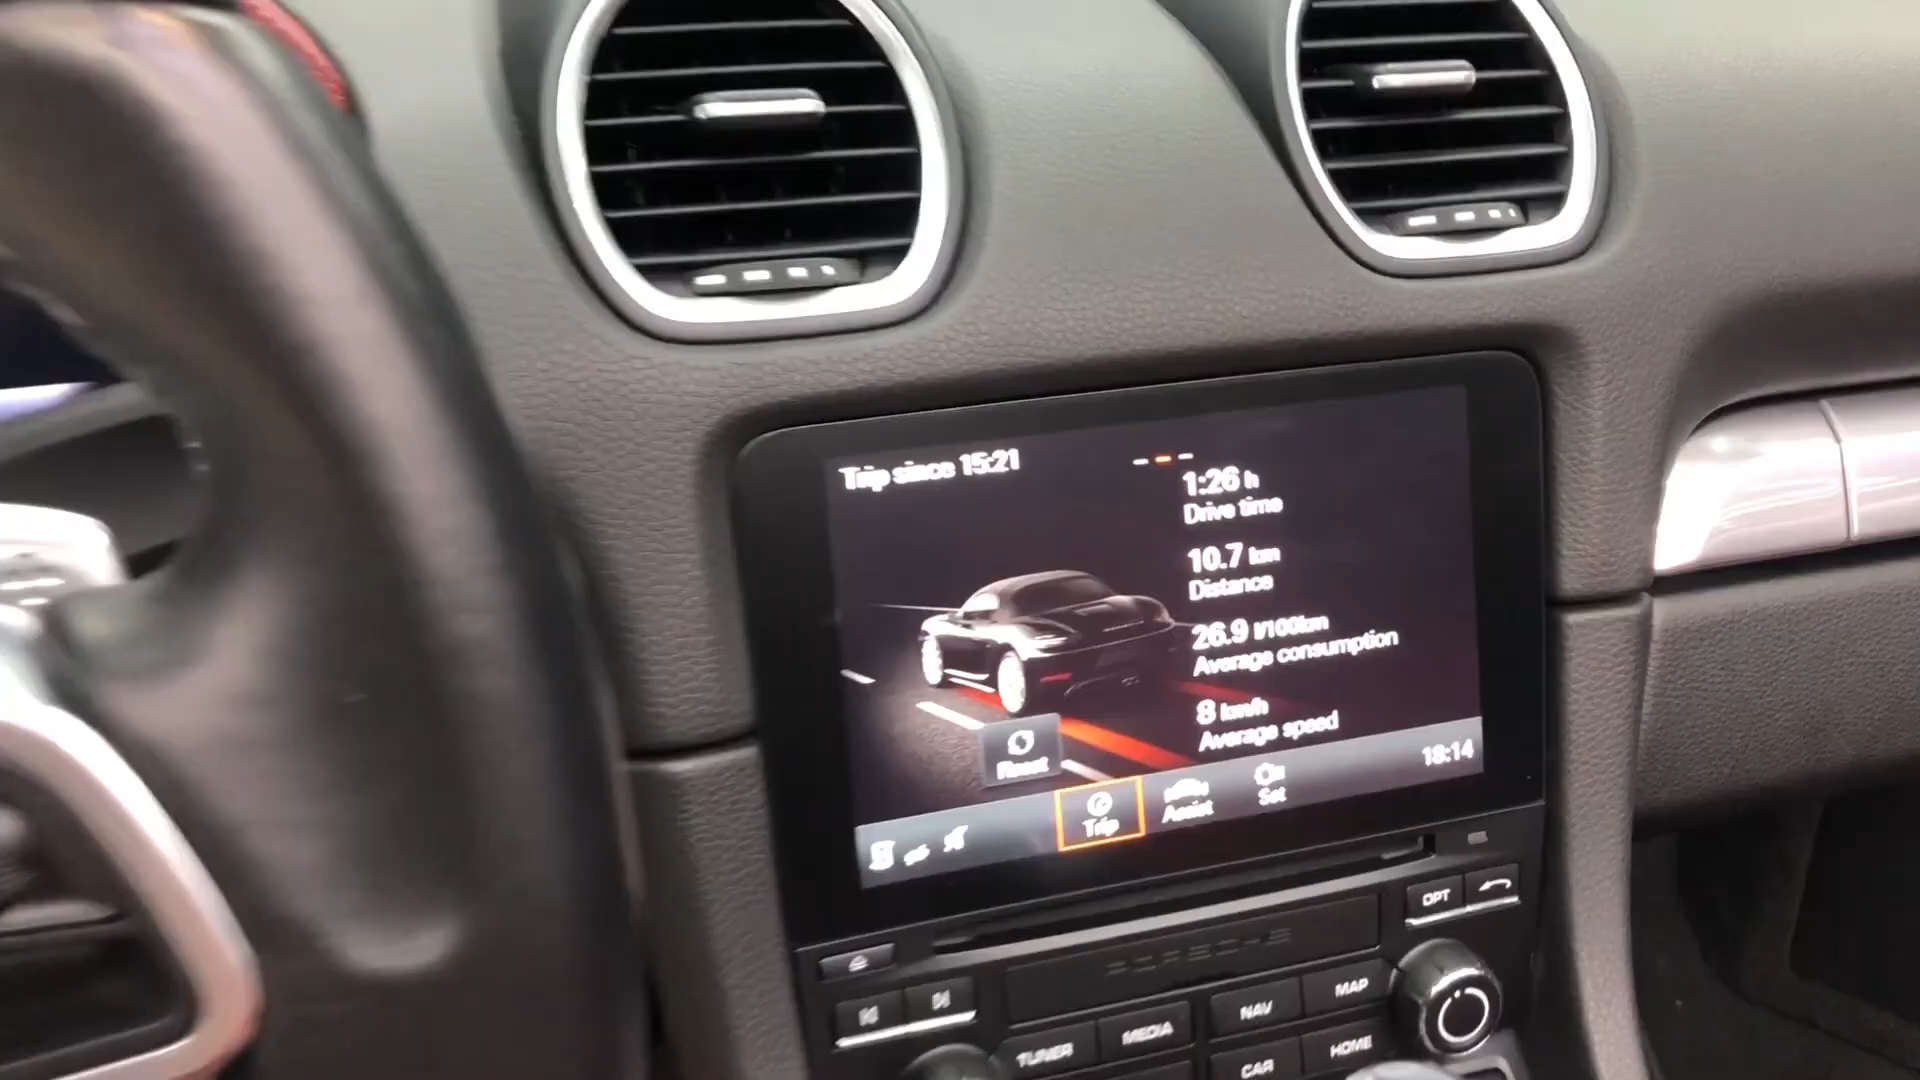 Trip since 15:21
1:26 h
Drive time
10.7 km
Distance
26.9 l/100km
Average consumption
8 km/h
Average speed
Reset
18:14
Trip
Assist
Set
OPT
PORSCHE
MAP
NAV
MEDIA
TUNER
HOME
CAR